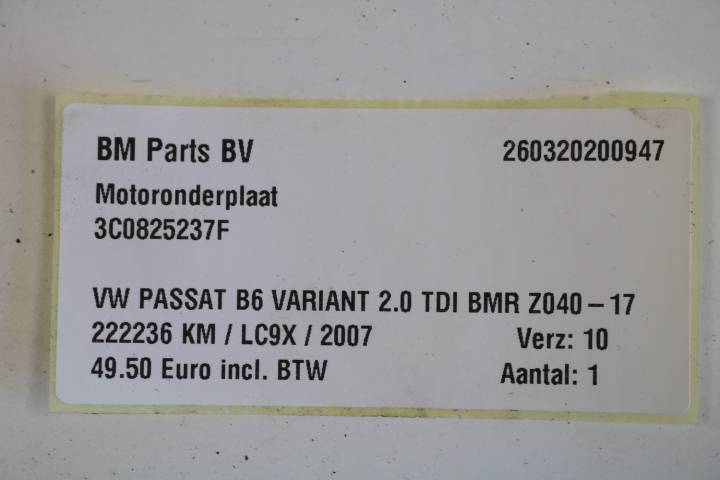 BM Parts BV 260320200947
Motoronderplaat
3C0825237F
VW PASSAT B6 VARIANT 2.0 TDI BMR Z040-17
222236 KM / LC9X / 2007 Verz: 10
49.50 Euro incl. BTW Aantal: 1